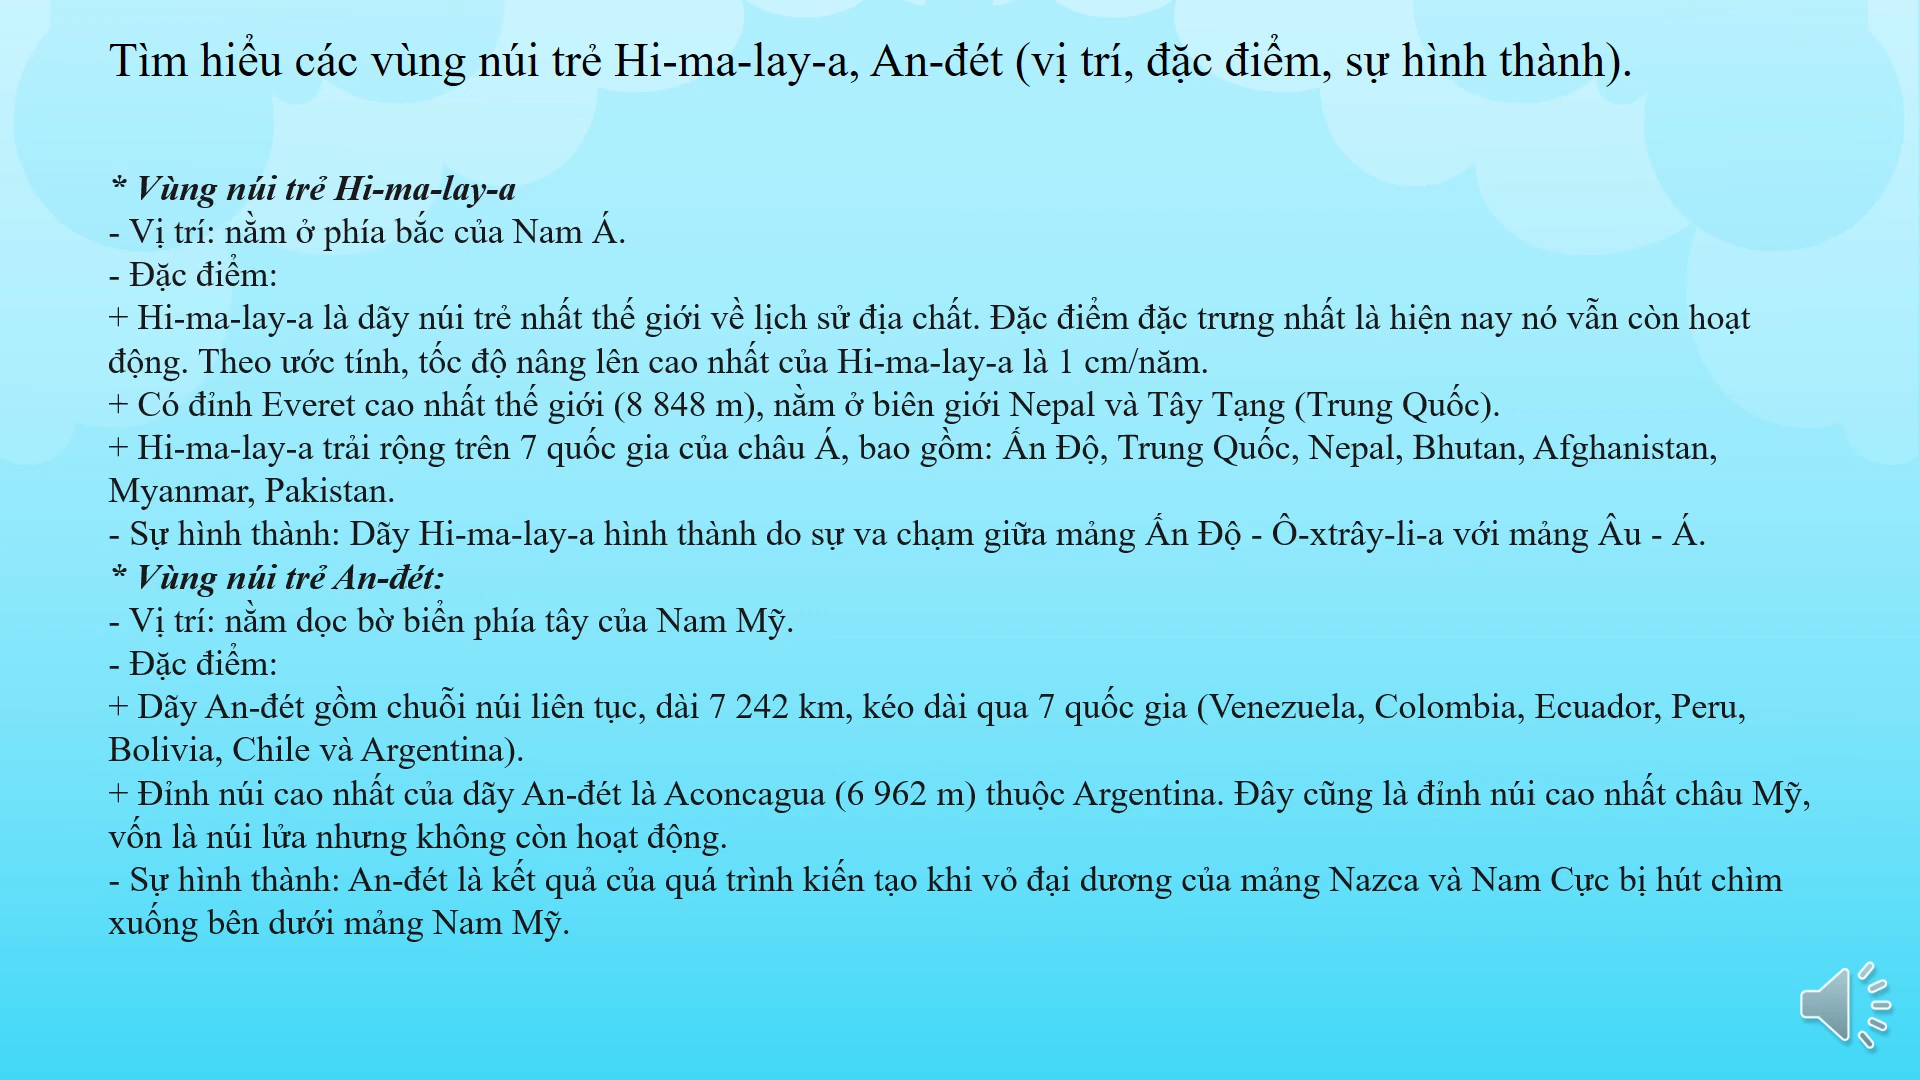 Tìm hiểu các vùng núi trẻ Hi-ma-lay-a, An-đét (vị trí, đặc điểm, sự hình thành).
* Vùng núi trẻ Hi-ma-lay-a
- Vị trí: nằm ở phía bắc của Nam Á.
- Đặc điểm:
+ Hi-ma-lay-a là dãy núi trẻ nhất thế giới về lịch sử địa chất. Đặc điểm đặc trưng nhất là hiện nay nó vẫn còn hoạt
động. Theo ước tính, tốc độ nâng lên cao nhất của Hi-ma-lay-a là 1 cm/năm.
+ Có đỉnh Everet cao nhất thế giới (8 848 m), nằm ở biên giới Nepal và Tây Tạng (Trung Quốc).
+ Hi-ma-lay-a trải rộng trên 7 quốc gia của châu Á, bao gồm: Ấn Độ, Trung Quốc, Nepal, Bhutan, Afghanistan,
Myanmar, Pakistan.
- Sự hình thành: Dãy Hi-ma-lay-a hình thành do sự va chạm giữa mảng Ấn Độ - Ô-xtrây-li-a với mảng Âu - Á.
* Vùng núi trẻ An-đét:
- Vị trí: nằm dọc bờ biển phía tây của Nam Mỹ.
- Đặc điểm:
+ Dãy An-đét gồm chuỗi núi liên tục, dài 7 242 km, kéo dài qua 7 quốc gia (Venezuela, Colombia, Ecuador, Peru,
Bolivia, Chile và Argentina).
+ Đỉnh núi cao nhất của dãy An-đét là Aconcagua (6 962 m) thuộc Argentina. Đây cũng là đỉnh núi cao nhất châu Mỹ,
vốn là núi lửa nhưng không còn hoạt động.
- Sự hình thành: An-đét là kết quả của quá trình kiến tạo khi vỏ đại dương của mảng Nazca và Nam Cực bị hút chìm
xuống bên dưới mảng Nam Mỹ.